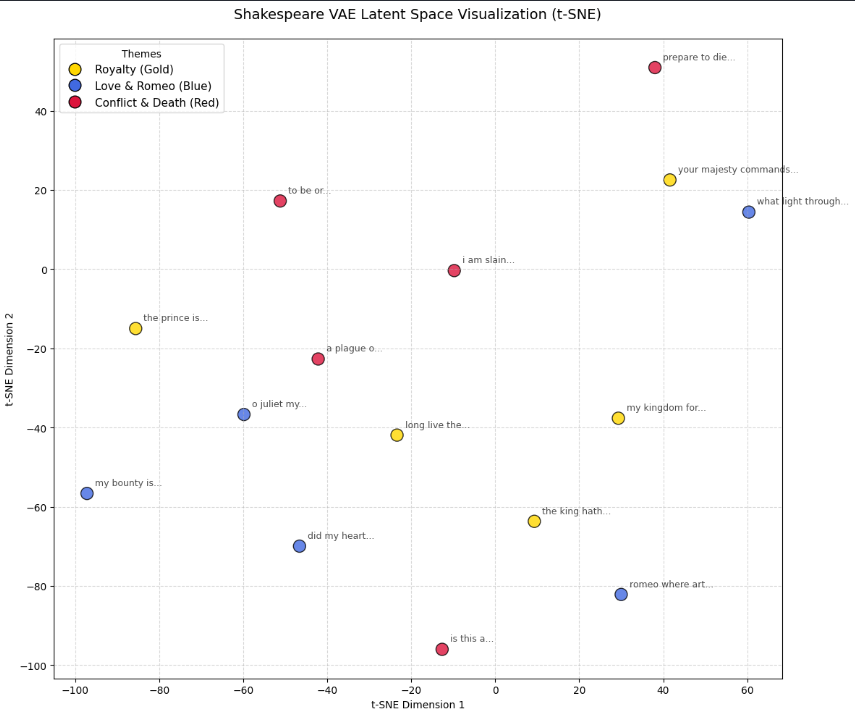 Shakespeare VAE Latent Space Visualization (t-SNE)
Themes
Royalty (Gold)
Love & Romeo (Blue)
Conflict & Death (Red)
prepare to die...
your majesty commands...
what light through...
to be or...
i am slain...
the prince is...
a plague o...
o juliet my...
my kingdom for...
long live the...
my bounty is...
the king hath...
did my heart...
romeo where art...
is this a...
40
20
0
−20
−40
−60
−80
−100
t-SNE Dimension 2
−100 −80 −60 −40 −20 0 20 40 60
t-SNE Dimension 1